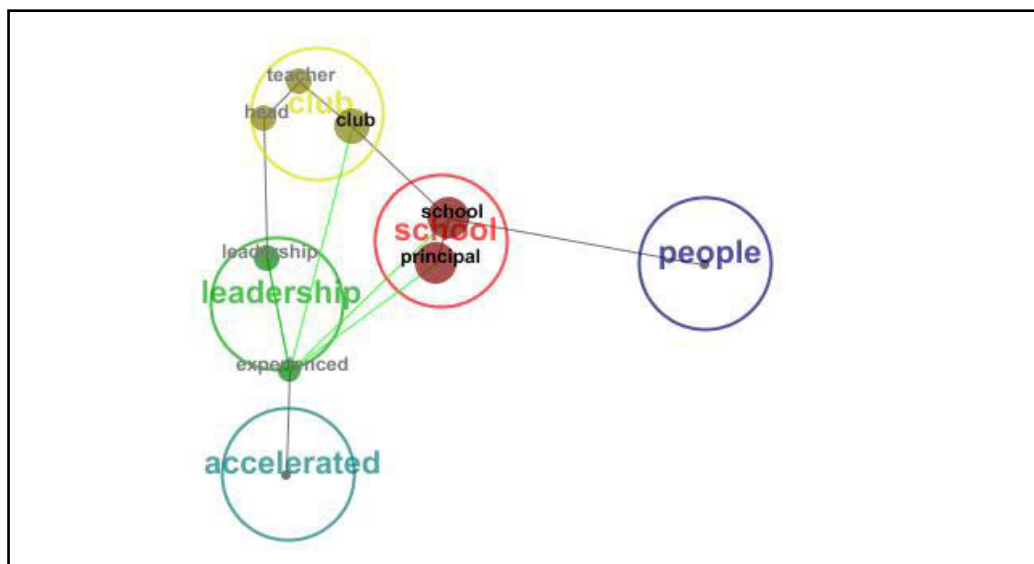 teacher
club
head
club
school
school
principal
people
leadership
leadership
experienced
accelerated